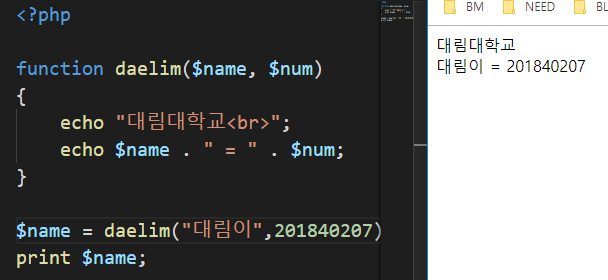 <?php
function daelim($name, $num)
{
echo "대림대학교<br>";
echo $name . " = " . $num;
}
$name = daelim("대림이",201840207)
print $name;
BM NEED BL
대림대학교
대림이 = 201840207